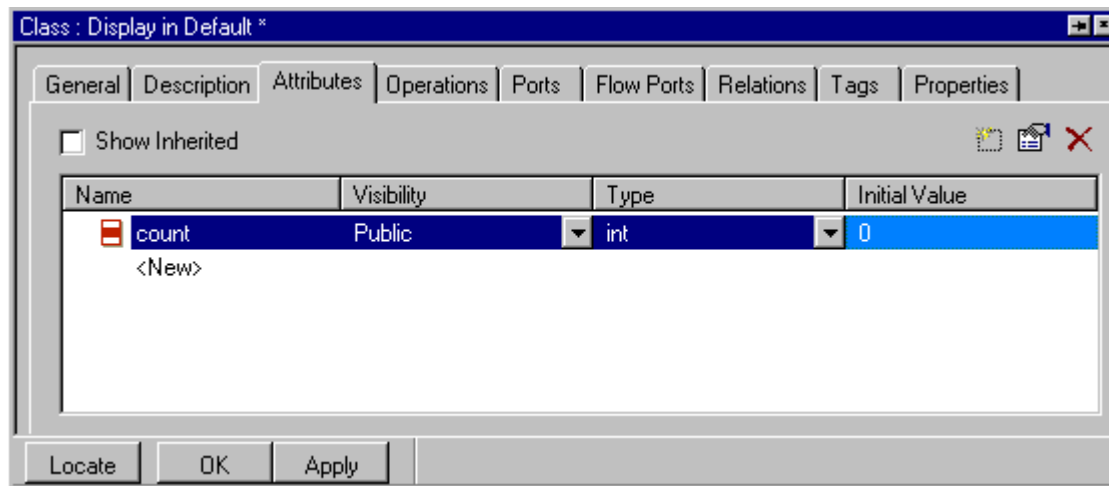 Class : Display in Default *
General Description Attributes Operations Ports Flow Ports Relations Tags Properties
Show Inherited
Name Visibility Type Initial Value
count Public int 0
<New>
Locate OK Apply